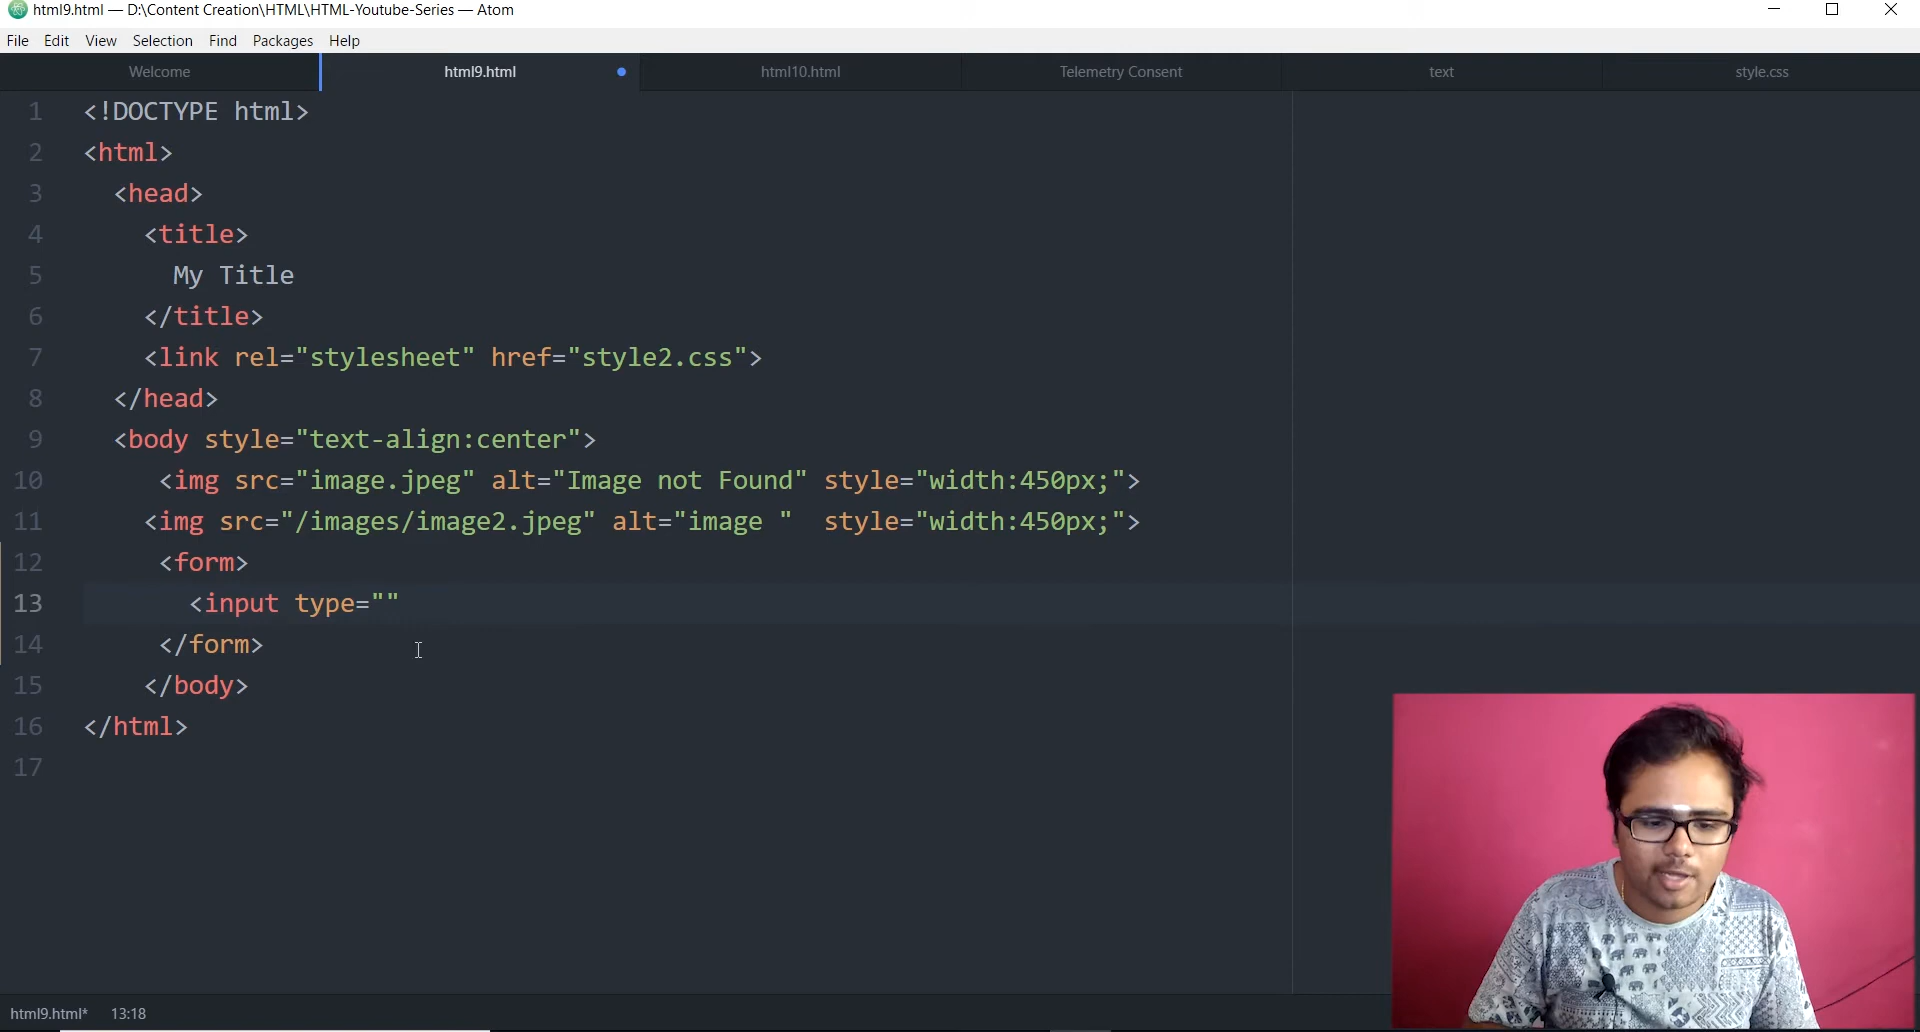 html9.html — D:\Content Creation\HTML\HTML-Youtube-Series — Atom
File Edit View Selection Find Packages Help
Welcome html9.html html10.html Telemetry Consent text style.css
1 <!DOCTYPE html>
2 <html>
3 <head>
4 <title>
5 My Title
6 </title>
7 <link rel="stylesheet" href="style2.css">
8 </head>
9 <body style="text-align:center">
10 <img src="image.jpeg" alt="Image not Found" style="width:450px;">
11 <img src="/images/image2.jpeg" alt="image " style="width:450px;">
12 <form>
13 <input type=""
14 </form>
15 </body>
16 </html>
17
html9.html* 13:18